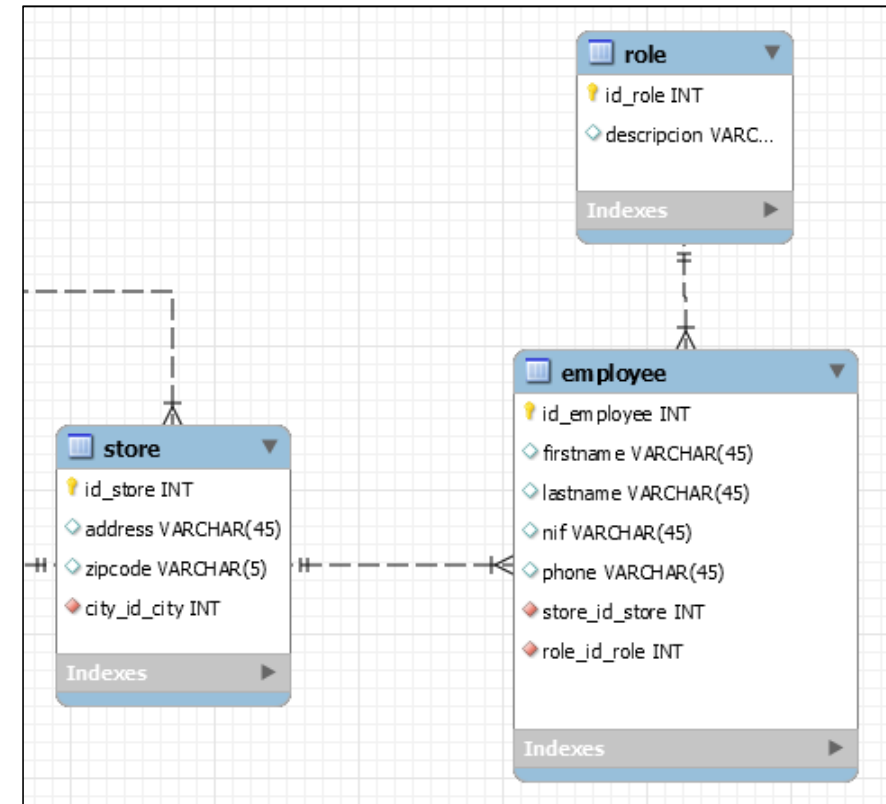 role
id_role INT
descripcion VARC...
Indexes
employee
id_employee INT
firstname VARCHAR(45)
lastname VARCHAR(45)
nif VARCHAR(45)
phone VARCHAR(45)
store_id_store INT
role_id_role INT
Indexes
store
id_store INT
address VARCHAR(45)
zipcode VARCHAR(5)
city_id_city INT
Indexes